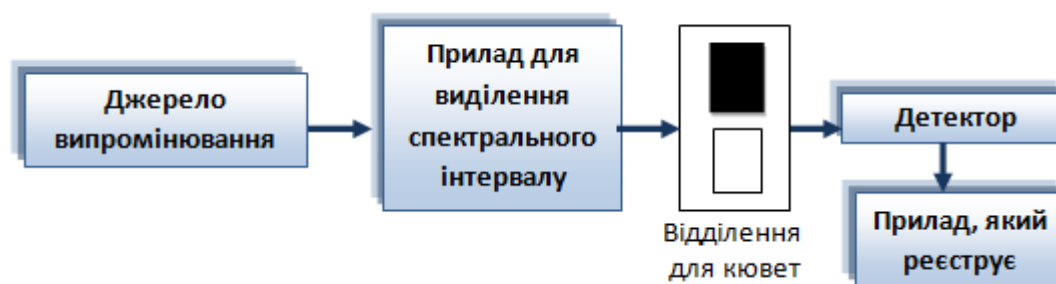 Джерело
випромінювання
Прилад для
виділення
спектрального
інтервалу
Відділення
для кювет
Детектор
Прилад, який
реєструє